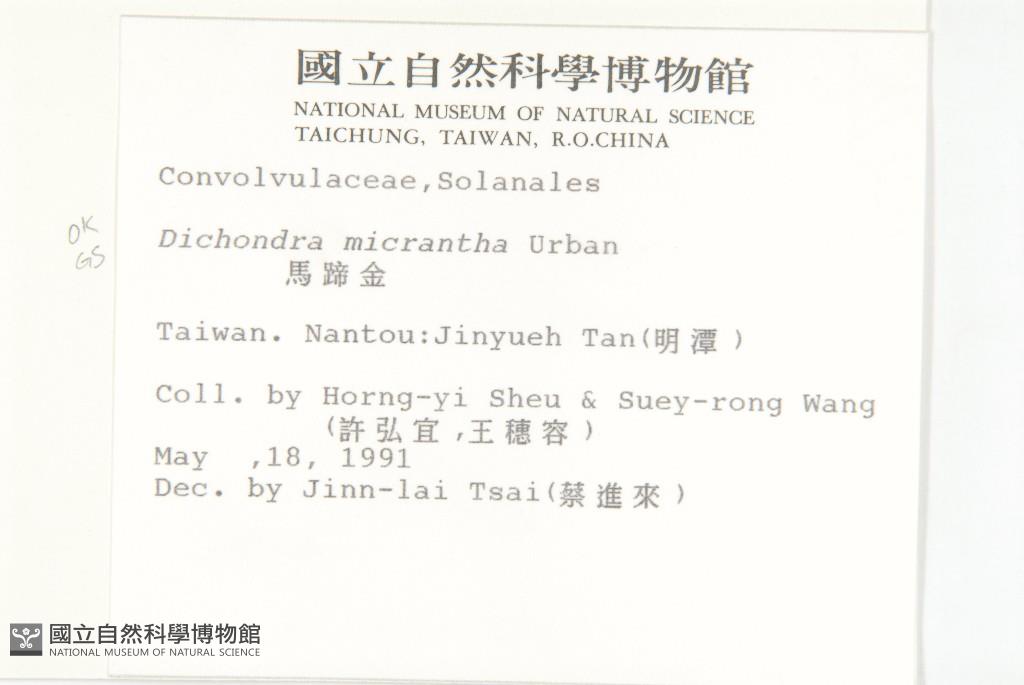 國立自然科學博物館
NATIONAL MUSEUM OF NATURAL SCIENCE
TAICHUNG, TAIWAN, R.O.CHINA
Convolvulaceae,Solanales
OK
GS
Dichondra micrantha Urban
馬蹄金
Taiwan. Nantou:Jinyueh Tan(明潭)
Coll. by Horng-yi Sheu & Suey-rong Wang
(許弘宜,王穗容)
May ,18, 1991
Dec. by Jinn-lai Tsai(蔡進來)
國立自然科學博物館
NATIONAL MUSEUM OF NATURAL SCIENCE